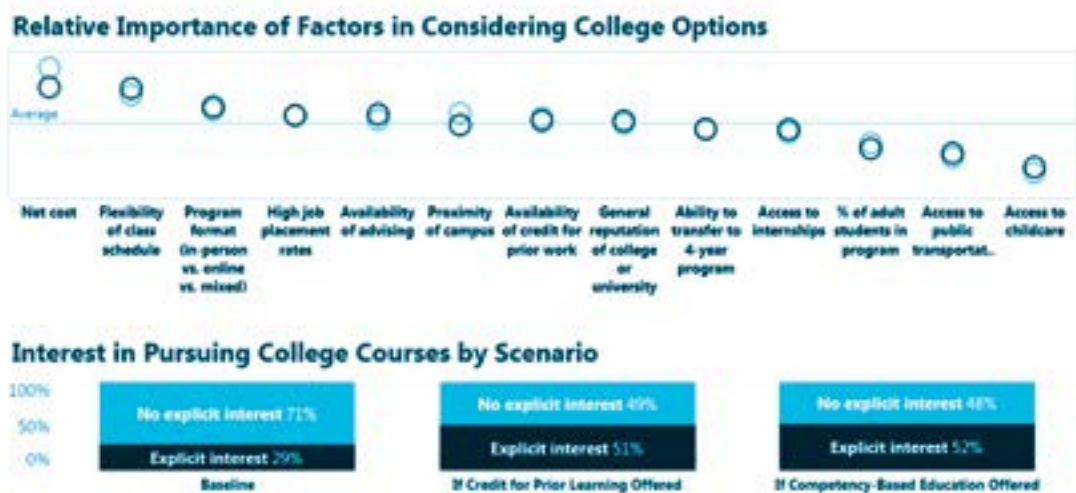 Relative Importance of Factors in Considering College Options
Average
Net cost
Flexibility
of class
schedule
Program
format
(in-person
vs. online
vs. mixed)
High job
placement
rates
Availability
of advising
Proximity
of campus
Availability
of credit for
prior work
General
reputation
of college
or
university
Ability to
transfer to
4-year
program
Access to
internships
% of adult
students in
program
Access to
public
transportat..
Access to
childcare
Interest in Pursuing College Courses by Scenario
100%
50%
0%
No explicit interest 71%
Explicit interest 29%
Baseline
No explicit interest 49%
Explicit interest 51%
If Credit for Prior Learning Offered
No explicit interest 48%
Explicit interest 52%
If Competency-Based Education Offered